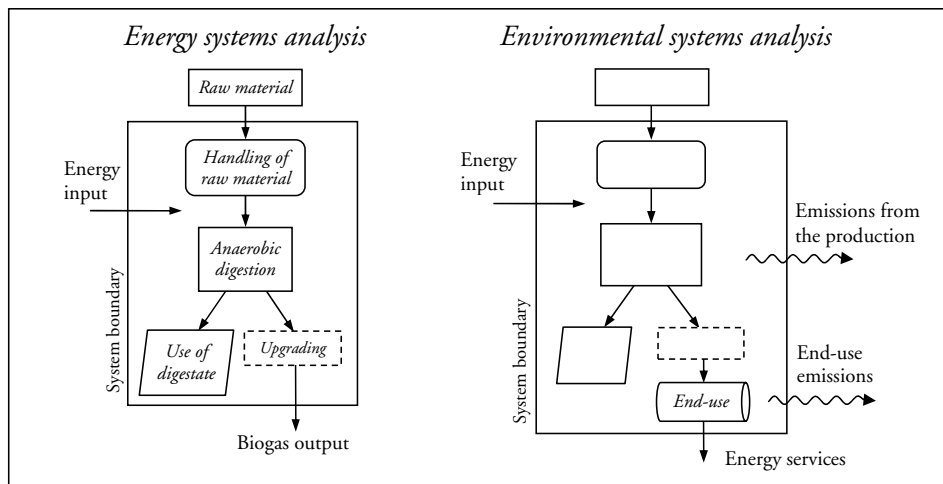 Energy systems analysis
Raw material
Handling of
raw material
Energy
input
Anaerobic
digestion
System boundary
Use of
digestate
Upgrading
Biogas output
Environmental systems analysis
Energy
input
Emissions from
the production
System boundary
End-use
emissions
End-use
Energy services